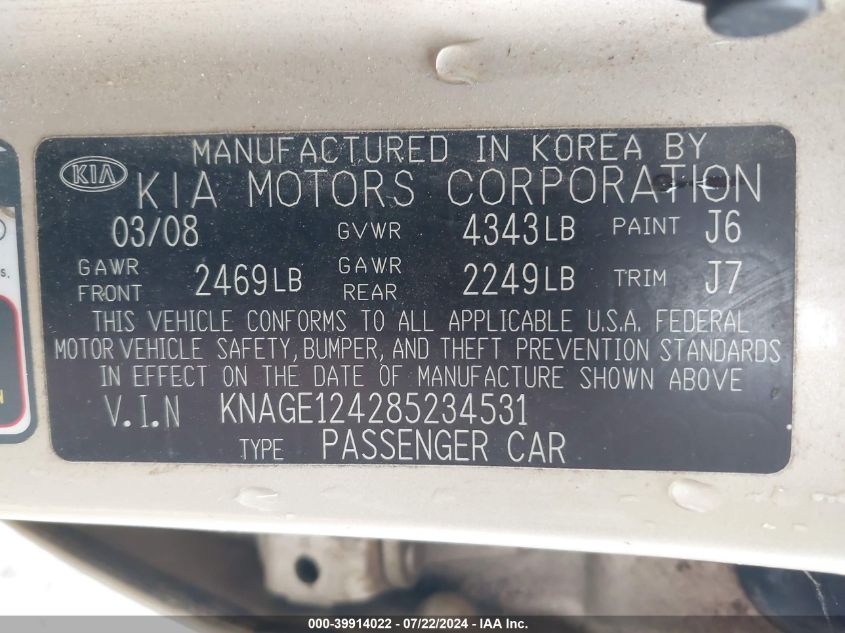 MANUFACTURED IN KOREA BY
KIA KIA MOTORS CORPORATION
03/08 GVWR 4343LB PAINT J6
GAWR FRONT 2469LB GAWR REAR 2249LB TRIM J7
THIS VEHICLE CONFORMS TO ALL APPLICABLE U.S.A. FEDERAL
MOTOR VEHICLE SAFETY, BUMPER, AND THEFT PREVENTION STANDARDS
IN EFFECT ON THE DATE OF MANUFACTURE SHOWN ABOVE
V.I.N KNAGE124285234531
TYPE PASSENGER CAR
000-39914022 - 07/22/2024 - IAA Inc.